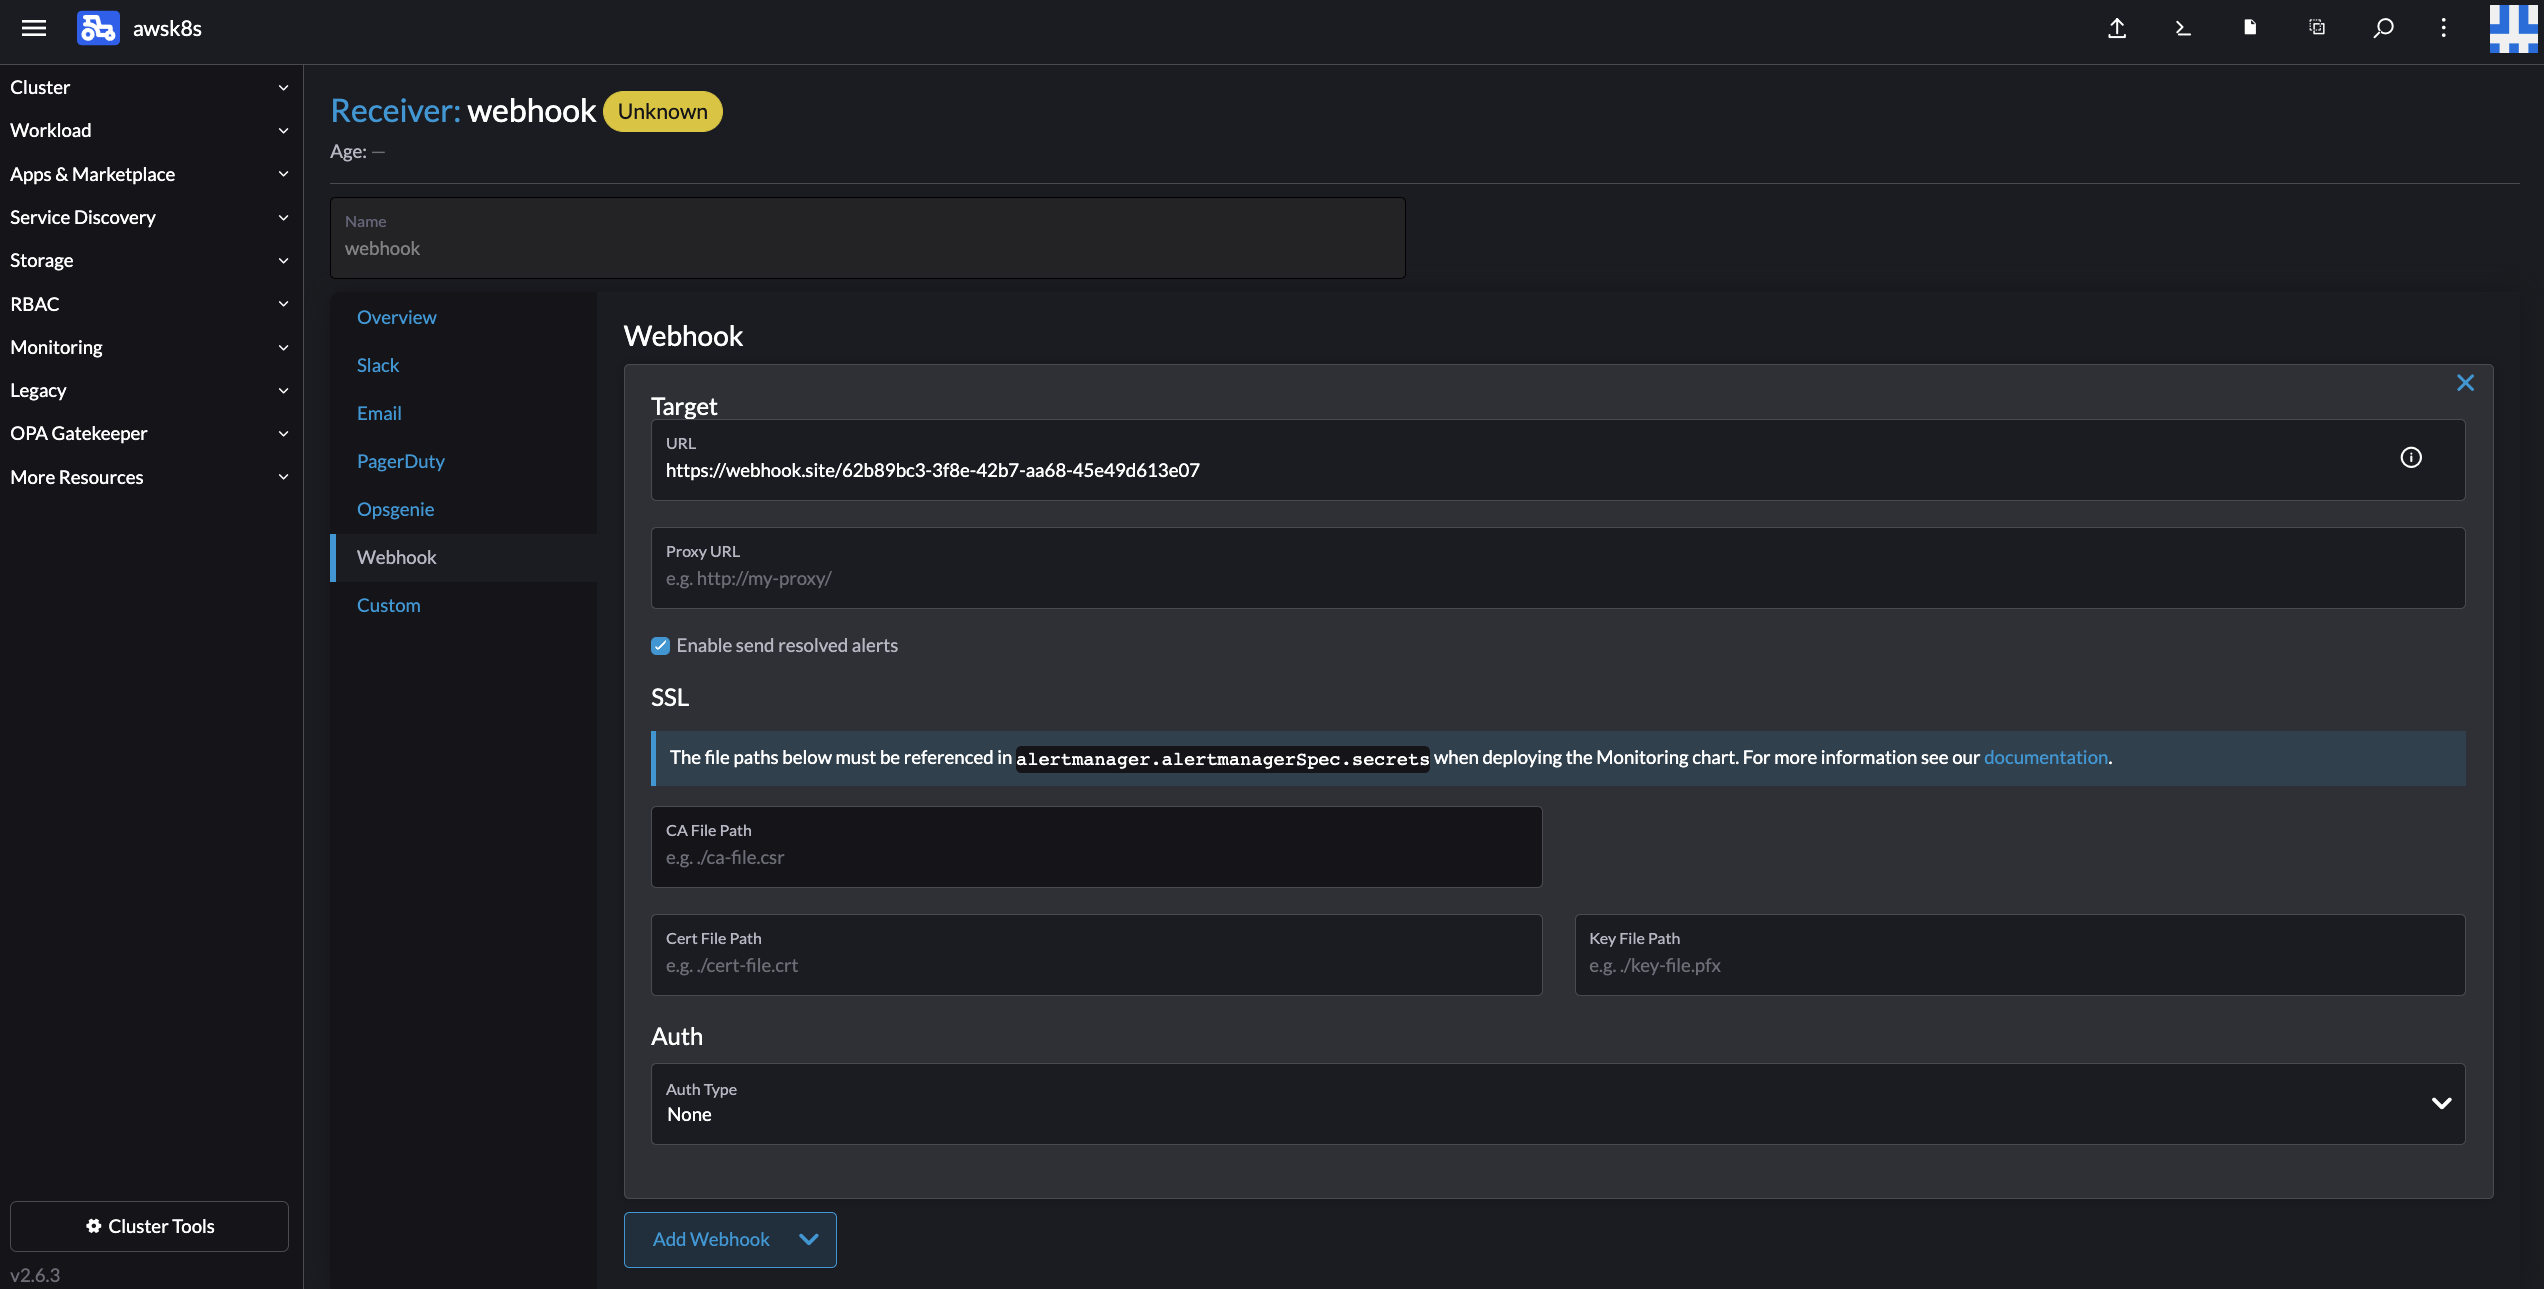 awsk8s
Cluster
Workload
Apps & Marketplace
Service Discovery
Storage
RBAC
Monitoring
Legacy
OPA Gatekeeper
More Resources
Cluster Tools
v2.6.3
Receiver: webhook Unknown
Age: —
Name
webhook
Overview
Slack
Email
PagerDuty
Opsgenie
Webhook
Custom
Webhook
Target
URL
https://webhook.site/62b89bc3-3f8e-42b7-aa68-45e49d613e07
Proxy URL
e.g. http://my-proxy/
Enable send resolved alerts
SSL
The file paths below must be referenced in alertmanager.alertmanagerSpec.secrets when deploying the Monitoring chart. For more information see our documentation.
CA File Path
e.g. ./ca-file.csr
Cert File Path
e.g. ./cert-file.crt
Key File Path
e.g. ./key-file.pfx
Auth
Auth Type
None
Add Webhook